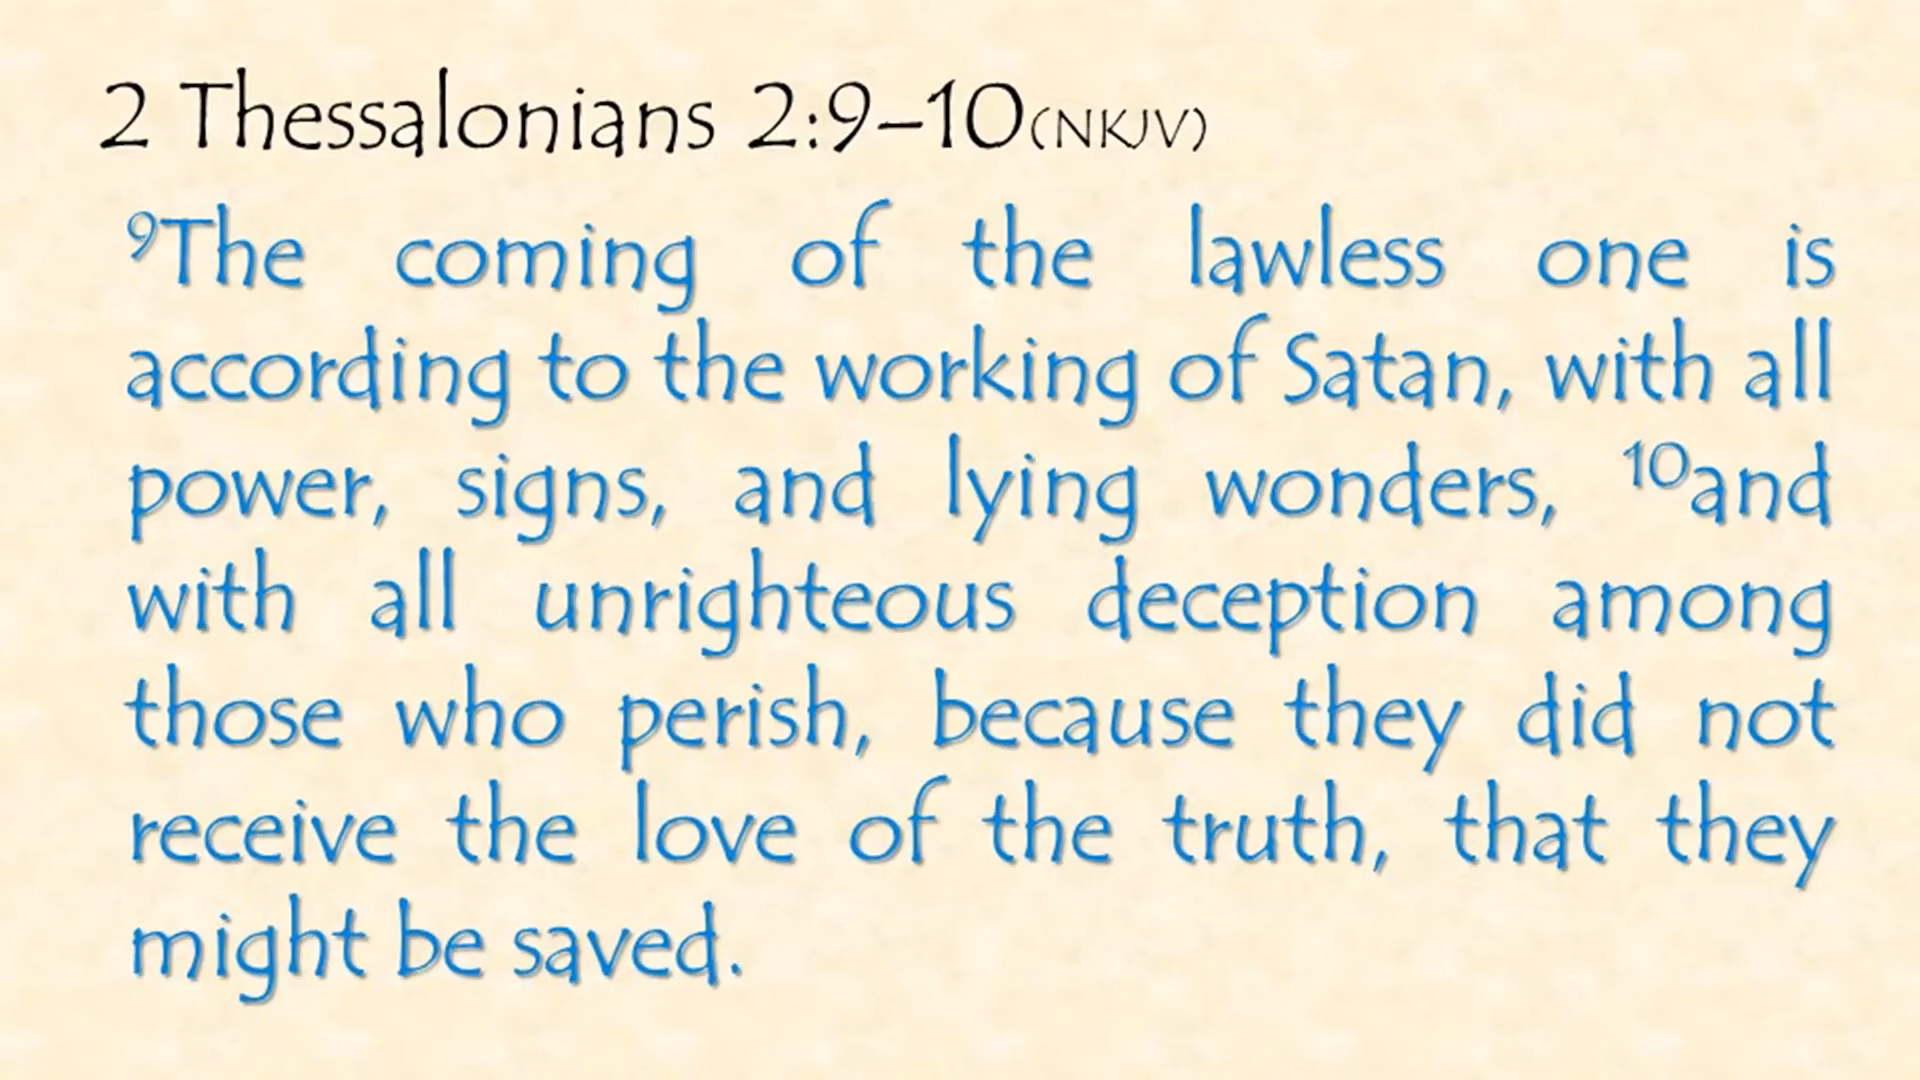 2 Thessalonians 2:9–10(NKJV)
9The coming of the lawless one is
according to the working of Satan, with all
power, signs, and lying wonders, 10and
with all unrighteous deception among
those who perish, because they did not
receive the love of the truth, that they
might be saved.